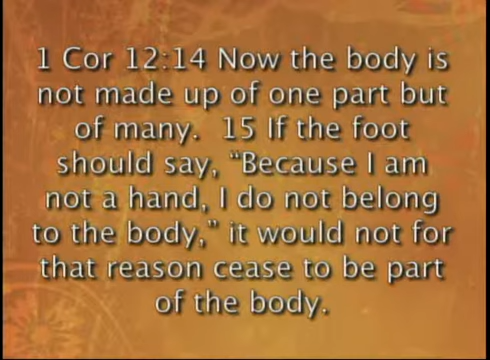 1 Cor 12:14 Now the body is
not made up of one part but
of many.  15 If the foot
should say, “Because I am
not a hand, I do not belong
to the body,” it would not for
that reason cease to be part
of the body.